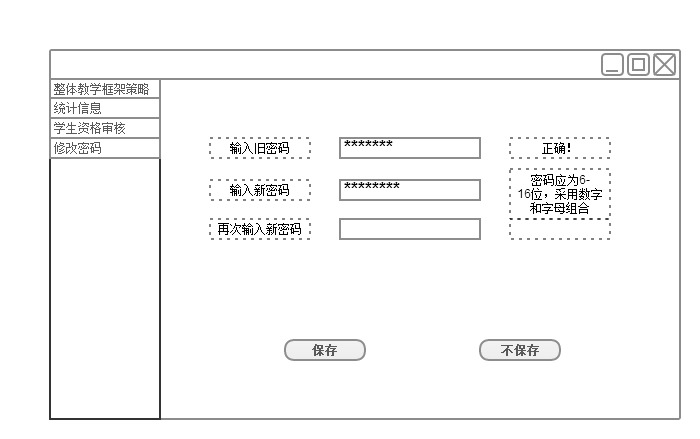 整体教学框架策略
统计信息
学生资格审核
修改密码
输入旧密码
*******
正确!
输入新密码
********
密码应为6-
16位，采用数字
和字母组合
再次输入新密码
保存
不保存